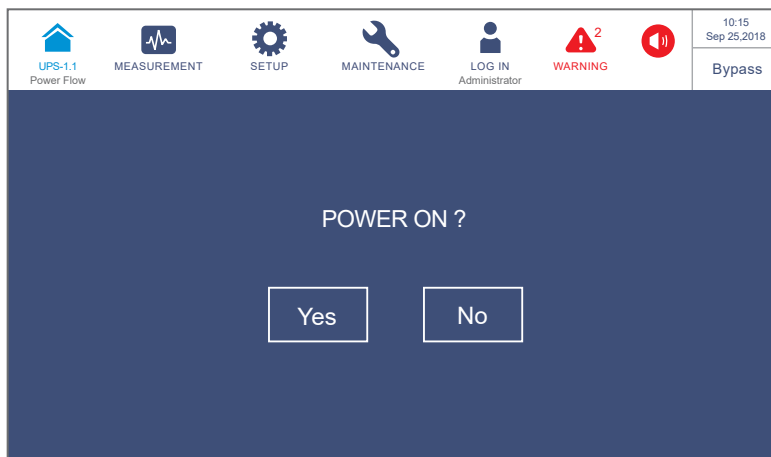 UPS-1.1
Power Flow
MEASUREMENT
SETUP
MAINTENANCE
LOG IN
Administrator
2
WARNING
10:15
Sep 25,2018
Bypass
POWER ON ?
Yes
No